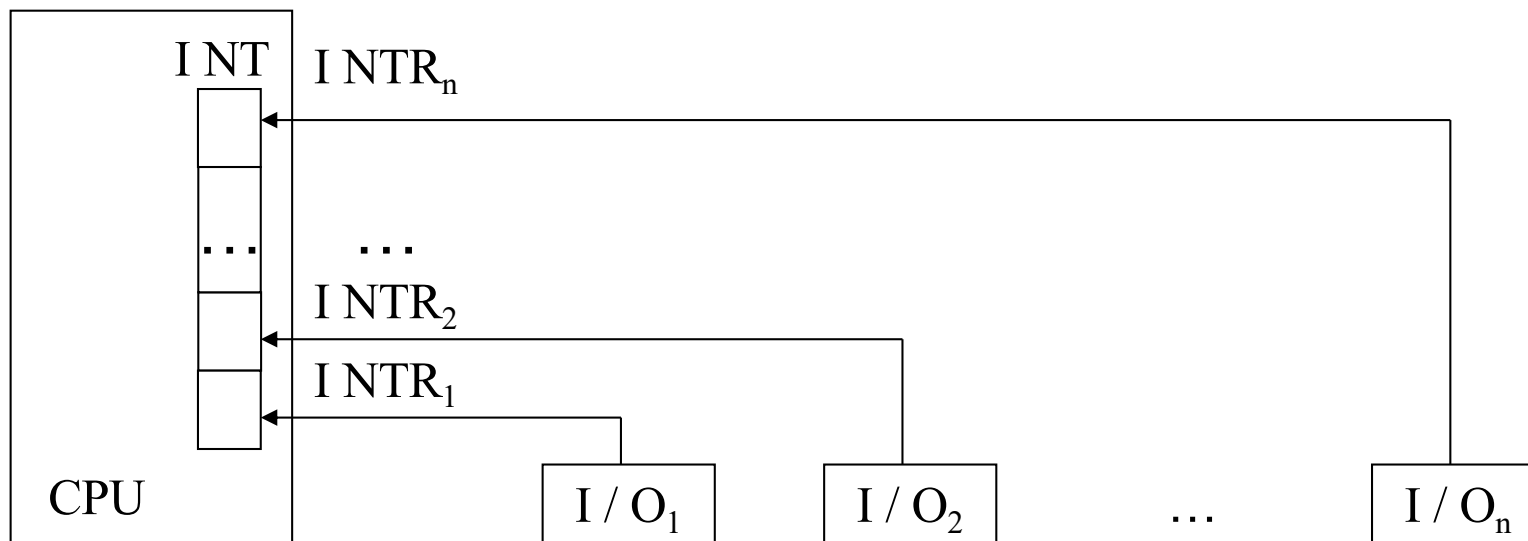 I NT
I NTRₙ
... ...
I NTR₂
I NTR₁
CPU
I / O₁ I / O₂ ... I / Oₙ